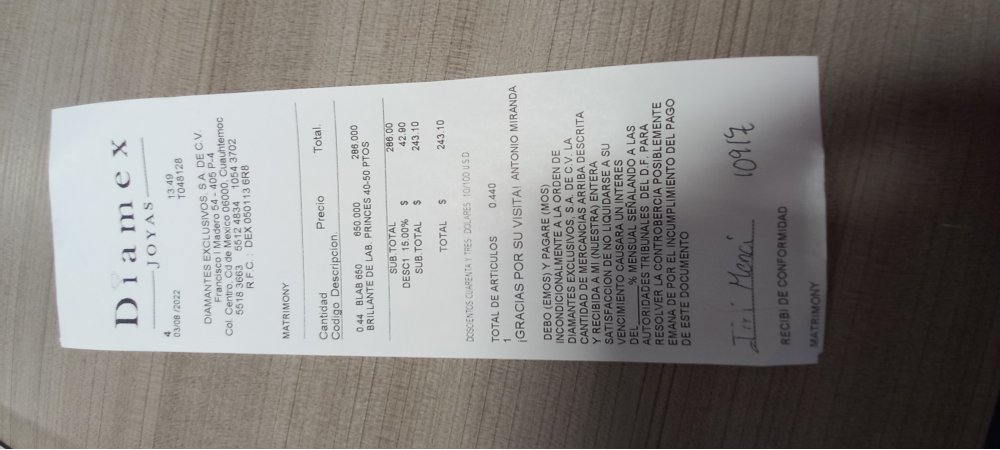 Diamex
JOYAS
4
03/08 /2022 13:49
T048128
DIAMANTES EXCLUSIVOS, S.A. DE C.V.
Francisco I Madero 54 - 405 P-4
Col. Centro, Cd de Mexico 06000, Cuauhtemoc
5518 3663 5512 4834 1054 3702
R.F.C. : DEX 050113 6R8
MATRIMONY
Cantidad Precio Total.
Codigo Descripcion
0.44 BLAB 650 650.000 286.000
BRILLANTE DE LAB. PRINCES 40-50 PTOS
SUB.TOTAL 286.00
DESC1 15.00% $ 42.90
SUB.TOTAL $ 243.10
TOTAL $ 243.10
DOSCIENTOS CUARENTA Y TRES DOLARES 10/100 U.S.D
TOTAL DE ARTICULOS 0.440
1
¡GRACIAS POR SU VISITA! ANTONIO MIRANDA
DEBO (EMOS) Y PAGARE (MOS)
INCONDICIONALMENTE A LA ORDEN DE
DIAMANTES EXCLUSIVOS, S.A. DE C.V. LA
CANTIDAD DE MERCANCIAS ARRIBA DESCRITA
Y RECIBIDA A MI (NUESTRA) ENTERA
SATISFACCION DE NO LIQUIDARSE A SU
VENCIMIENTO CAUSARA UN INTERES
DEL % MENSUAL SEÑALANDO A LAS
AUTORIDADES TRIBUNALES DEL D.F. PARA
RESOLVER LA CONTROBERCIA POSIBLEMENTE
EMANA DE POR EL INCUMPLIMIENTO DEL PAGO
DE ESTE DOCUMENTO
RECIBI DE CONFORMIDAD
MATRIMONY